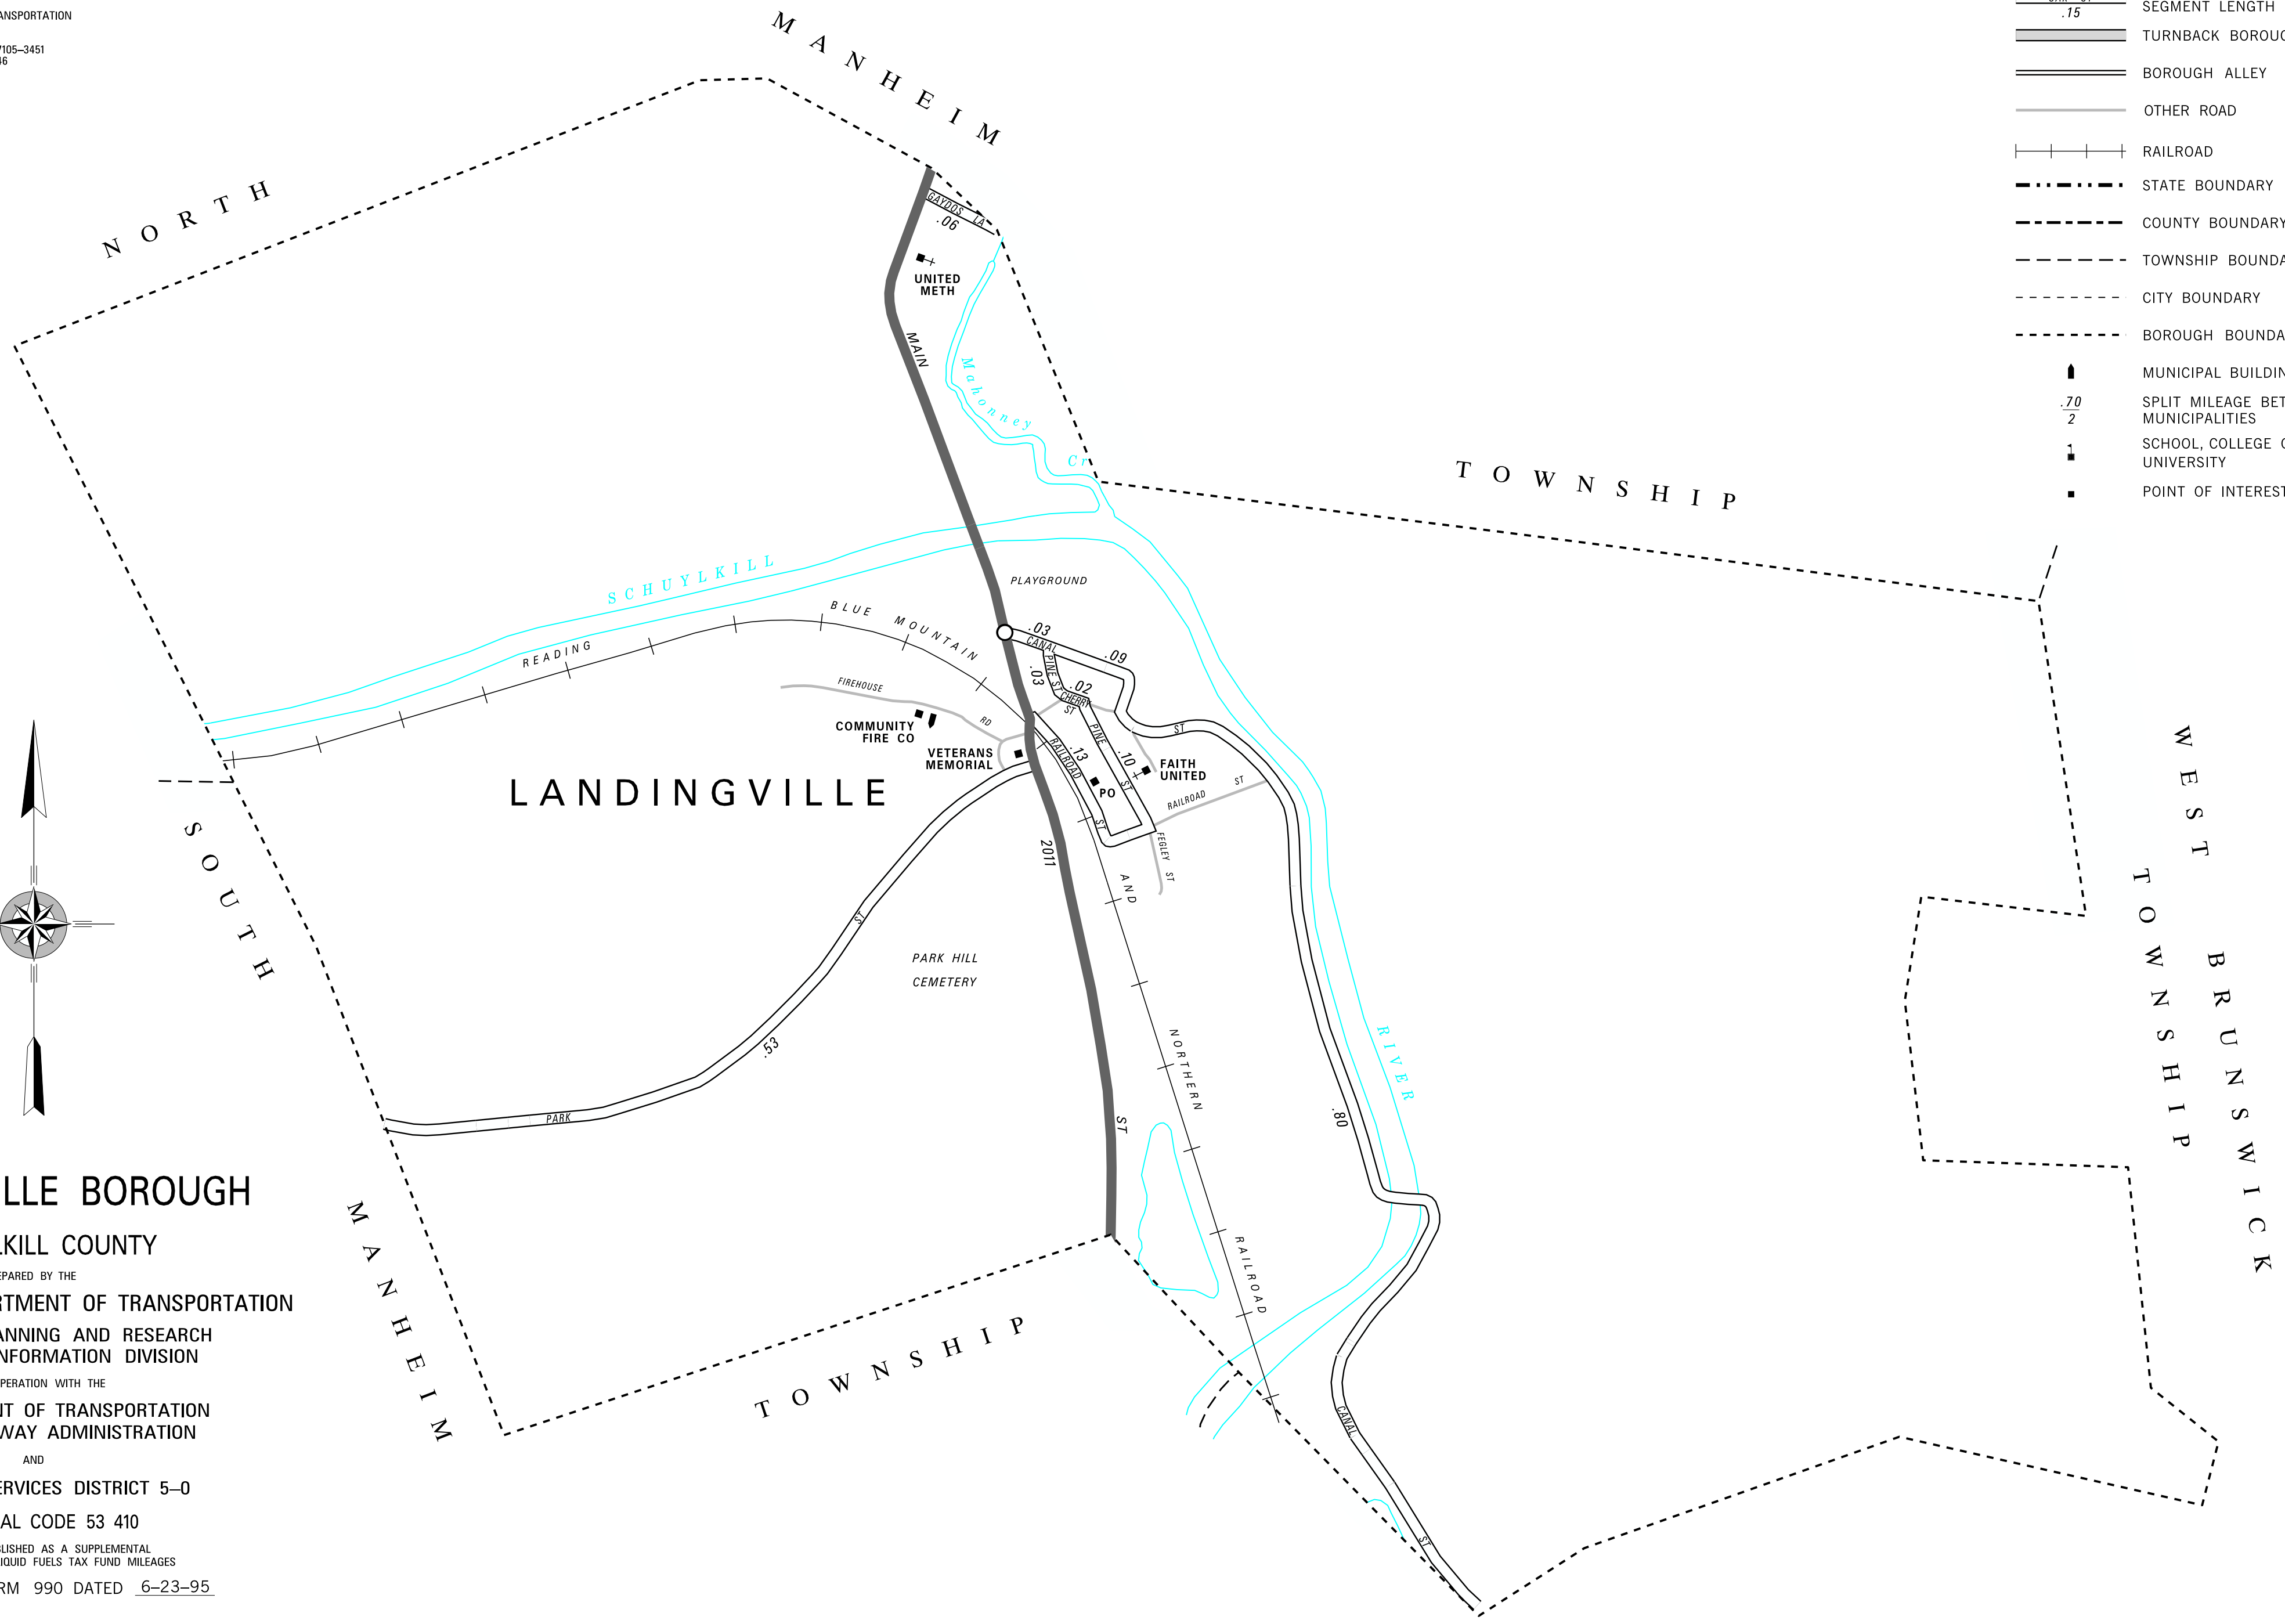 ANSPORTATION
7105–3451
46
.15
SEGMENT LENGTH
TURNBACK
BOROUGH ALLEY
OTHER ROAD
RAILROAD
STATE BOUNDARY
COUNTY BOUNDARY
TOWNSHIP
CITY BOUNDARY
BOROUGH
MUNICIPAL
.70
2
SPLIT MILEAGE
MUNICIPALITIES
SCHOOL, COLLEGE
UNIVERSITY
POINT OF INTEREST
MANHEIM
NORTH
GAYDOS LA
.06
UNITED
METH
MAIN
Mahonney
Cr
TOWNSHIP
SCHUYLKILL
PLAYGROUND
BLUE MOUNTAIN
READING
.03
CANAL
.09
PINE ST
.03
.02
CHERRY
ST
FIREHOUSE
RD
COMMUNITY
FIRE CO
VETERANS
MEMORIAL
ST
RAILROAD
.13
PINE
.10
FAITH
UNITED
PO
ST
ST
RAILROAD ST
LANDINGVILLE
2011
FEGLEY ST
AND
WEST
TOWNSHIP
BRUNSWICK
SOUTH
ST
PARK HILL
CEMETERY
NORTHERN
RIVER
.53
.80
PARK
ST
LLE BOROUGH
LKILL COUNTY
EPARED BY THE
RTMENT OF TRANSPORTATION
ANNING AND RESEARCH
NFORMATION DIVISION
PERATION WITH THE
NT OF TRANSPORTATION
WAY ADMINISTRATION
AND
ERVICES DISTRICT 5–0
AL CODE 53 410
BLISHED AS A SUPPLEMENTAL
IQUID FUELS TAX FUND MILEAGES
RM 990 DATED 6–23–95
MANHEIM
TOWNSHIP
RAILROAD
CANAL
ST